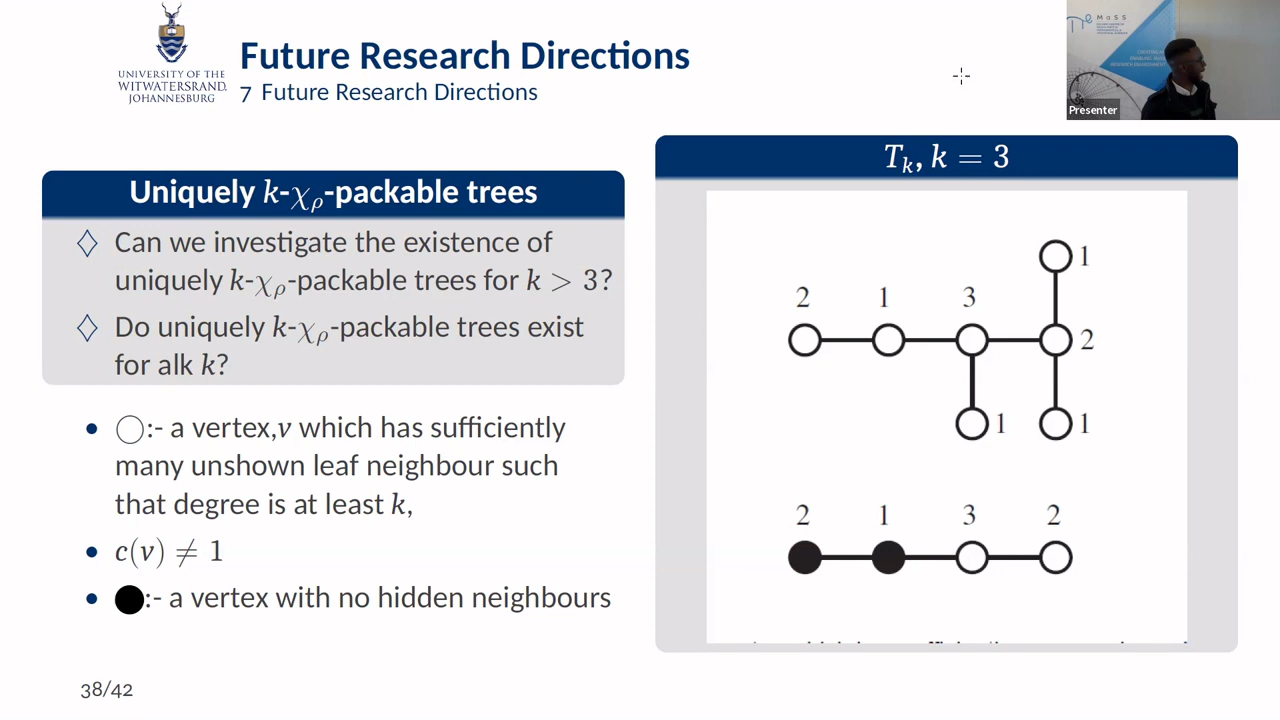 UNIVERSITY OF THE
WITWATERSRAND,
JOHANNESBURG
Future Research Directions
7 Future Research Directions
MaSS
Presenter
Uniquely k-χρ-packable trees
Can we investigate the existence of
uniquely k-χρ-packable trees for k > 3?
Do uniquely k-χρ-packable trees exist
for alk k?
:- a vertex,v which has sufficiently
many unshown leaf neighbour such
that degree is at least k,
c(v) ≠ 1
:- a vertex with no hidden neighbours
Tk, k = 3
1
2 1 3
2
1 1
2 1 3 2
38/42